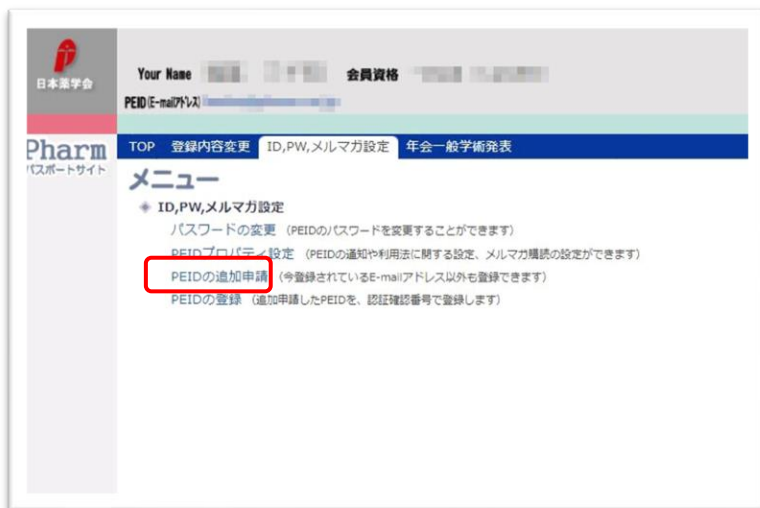 日本薬学会
Your Name 会員資格
PEID(E-mailｱﾄﾞﾚｽ)
Pharm
パスポートサイト
TOP 登録内容変更 ID,PW,メルマガ設定 年会一般学術発表
メニュー
ID,PW,メルマガ設定
パスワードの変更 (PEIDのパスワードを変更することができます)
PEIDプロパティ設定 (PEIDの通知や利用法に関する設定、メルマガ購読の設定ができます)
PEIDの追加申請 (今登録されているE-mailアドレス以外も登録できます)
PEIDの登録 (追加申請したPEIDを、認証確認番号で登録します)